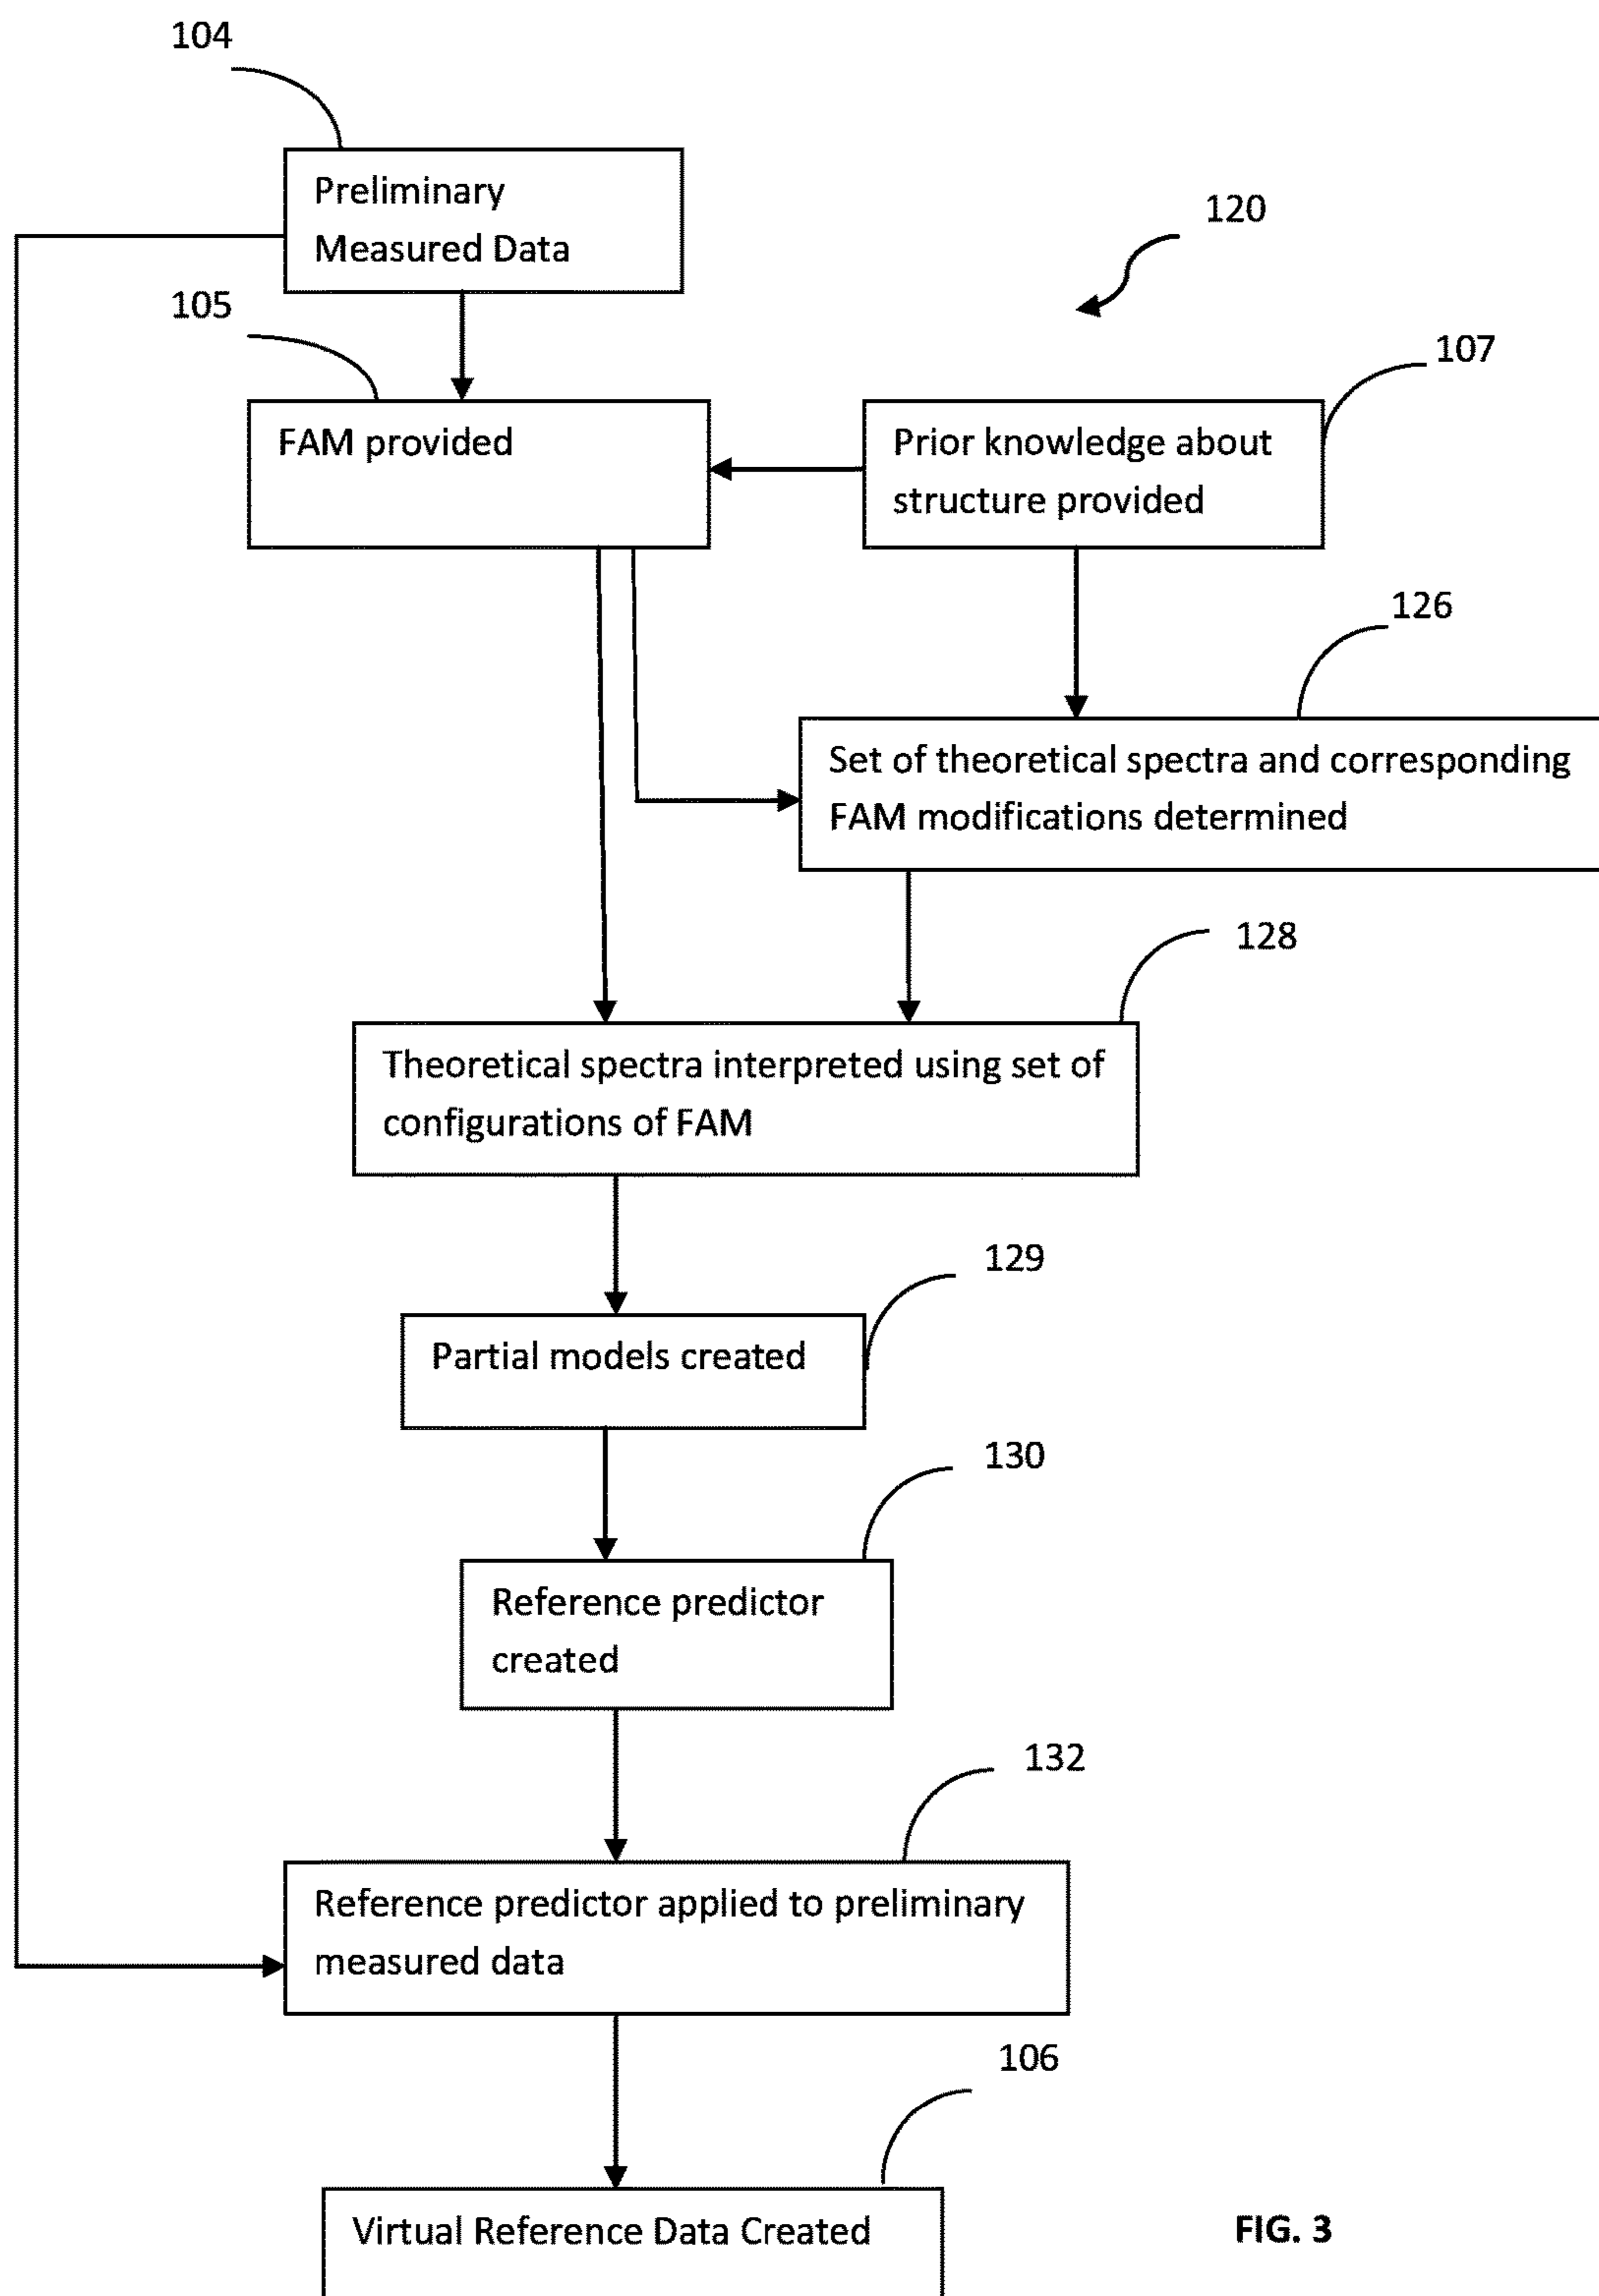 104
Preliminary
Measured Data
120
105
107
FAM provided
Prior knowledge about
structure provided
126
Set of theoretical spectra and corresponding
FAM modifications determined
128
Theoretical spectra interpreted using set of
configurations of FAM
129
Partial models created
130
Reference predictor
created
132
Reference predictor applied to preliminary
measured data
106
Virtual Reference Data Created
FIG. 3